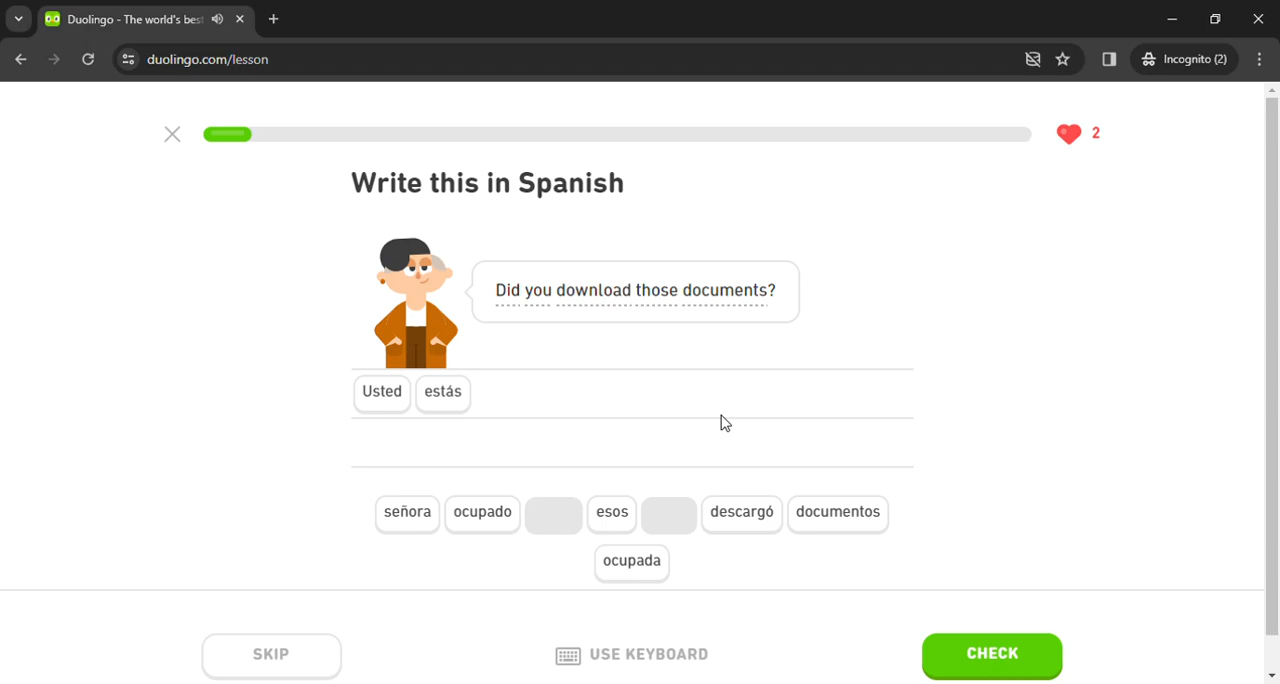 Duolingo - The world's best
duolingo.com/lesson
Incognito (2)
2
Write this in Spanish
Did you download those documents?
Usted estás
señora ocupado esos descargó documentos
ocupada
SKIP USE KEYBOARD CHECK